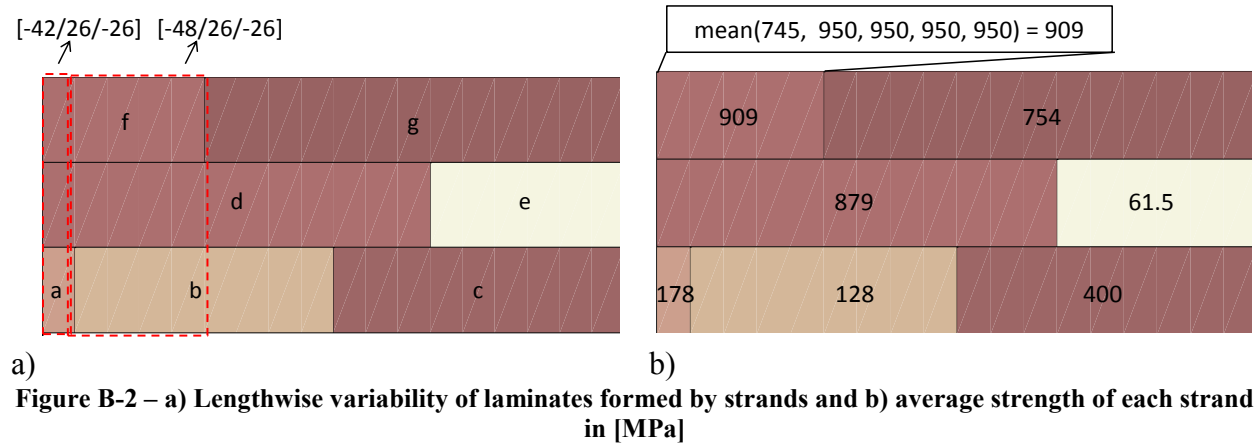 [-42/26/-26] [-48/26/-26]
f g
d e
a b c
a)
mean(745, 950, 950, 950, 950) = 909
909 754
879 61.5
178 128 400
b)
Figure B-2 – a) Lengthwise variability of laminates formed by strands and b) average strength of each strand
in [MPa]